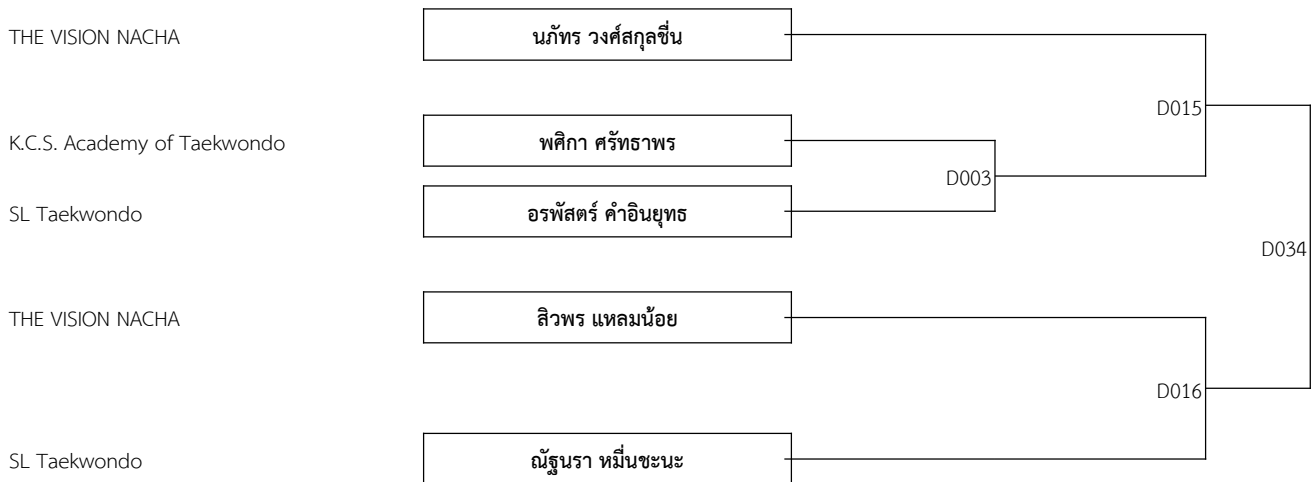 THE VISION NACHA นภัทร วงศ์สกุลชื่น
D015
K.C.S. Academy of Taekwondo พศิกา ศรัทธาพร
D003
SL Taekwondo อรพัสตร์ คำอินยุทธ
D034
THE VISION NACHA สิวพร แหลมน้อย
D016
SL Taekwondo ณัฐนรา หมื่นชะนะ